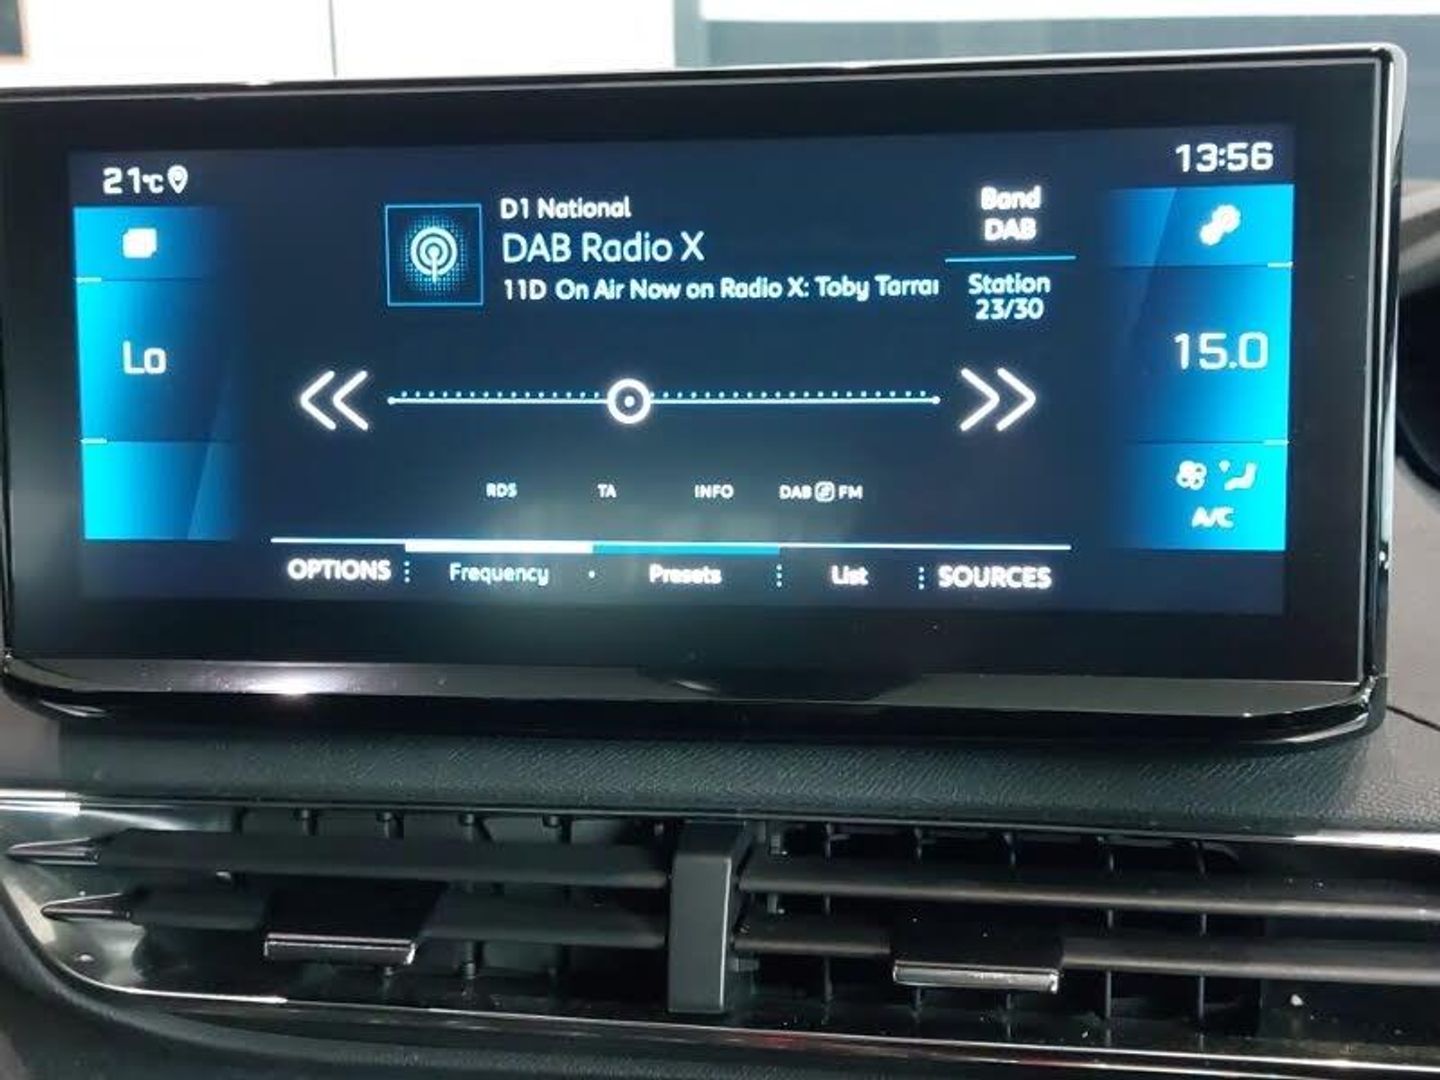 21°C
13:56
D1 National
DAB Radio X
11D On Air Now on Radio X: Toby Tarra
Band
DAB
Station
23/30
Lo
15.0
RDS TA INFO DAB FM
A/C
OPTIONS Frequency Presets List SOURCES